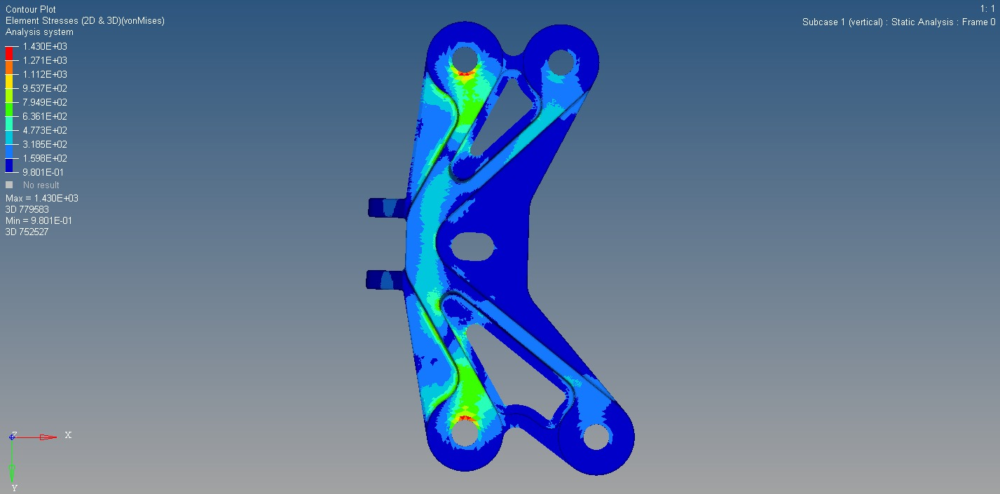 Contour Plot
Element Stresses (2D & 3D)(vonMises)
Analysis system
1.430E+03
1.271E+03
1.112E+03
9.537E+02
7.949E+02
6.361E+02
4.773E+02
3.185E+02
1.598E+02
9.801E-01
No result
Max = 1.430E+03
3D 779583
Min = 9.801E-01
3D 752527
1: 1
Subcase 1 (vertical) : Static Analysis : Frame 0
Z
X
Y